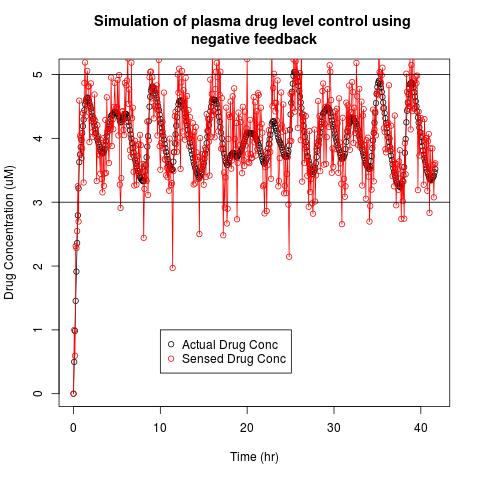 Simulation of plasma drug level control using
negative feedback
Drug Concentration (uM)
5
4
3
2
1
0
Actual Drug Conc
Sensed Drug Conc
0 10 20 30 40
Time (hr)